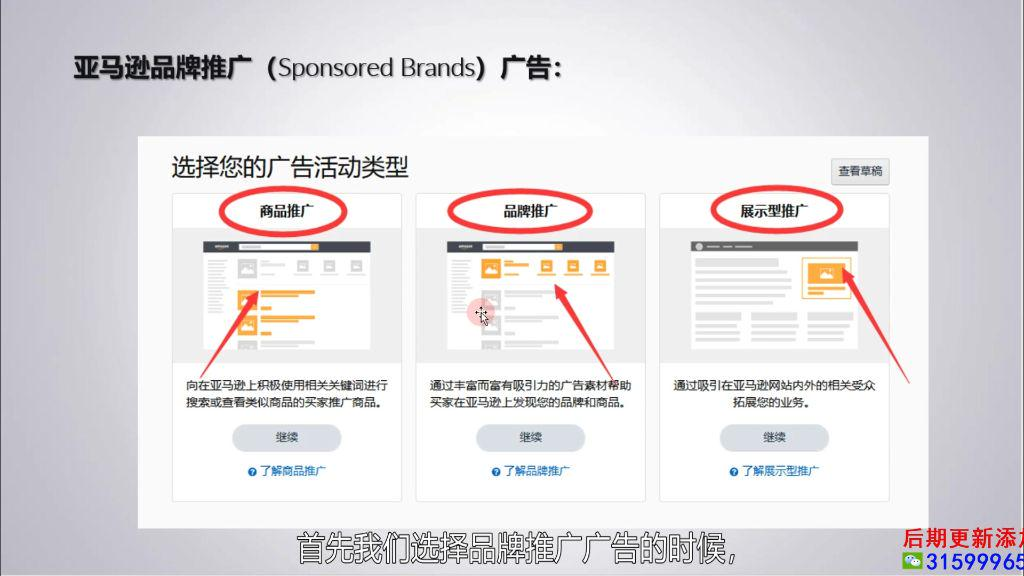 亚马逊品牌推广（Sponsored Brands）广告：
选择您的广告活动类型
查看草稿
商品推广
品牌推广
展示型推广
向在亚马逊上积极使用相关关键词进行
搜索或查看类似商品的买家推广商品。
通过丰富而富有吸引力的广告素材帮助
买家在亚马逊上发现您的品牌和商品。
通过吸引在亚马逊网站内外的相关受众
拓展您的业务。
继续
继续
继续
了解商品推广
了解品牌推广
了解展示型推广
首先我们选择品牌推广广告的时候，
后期更新添加
31599965